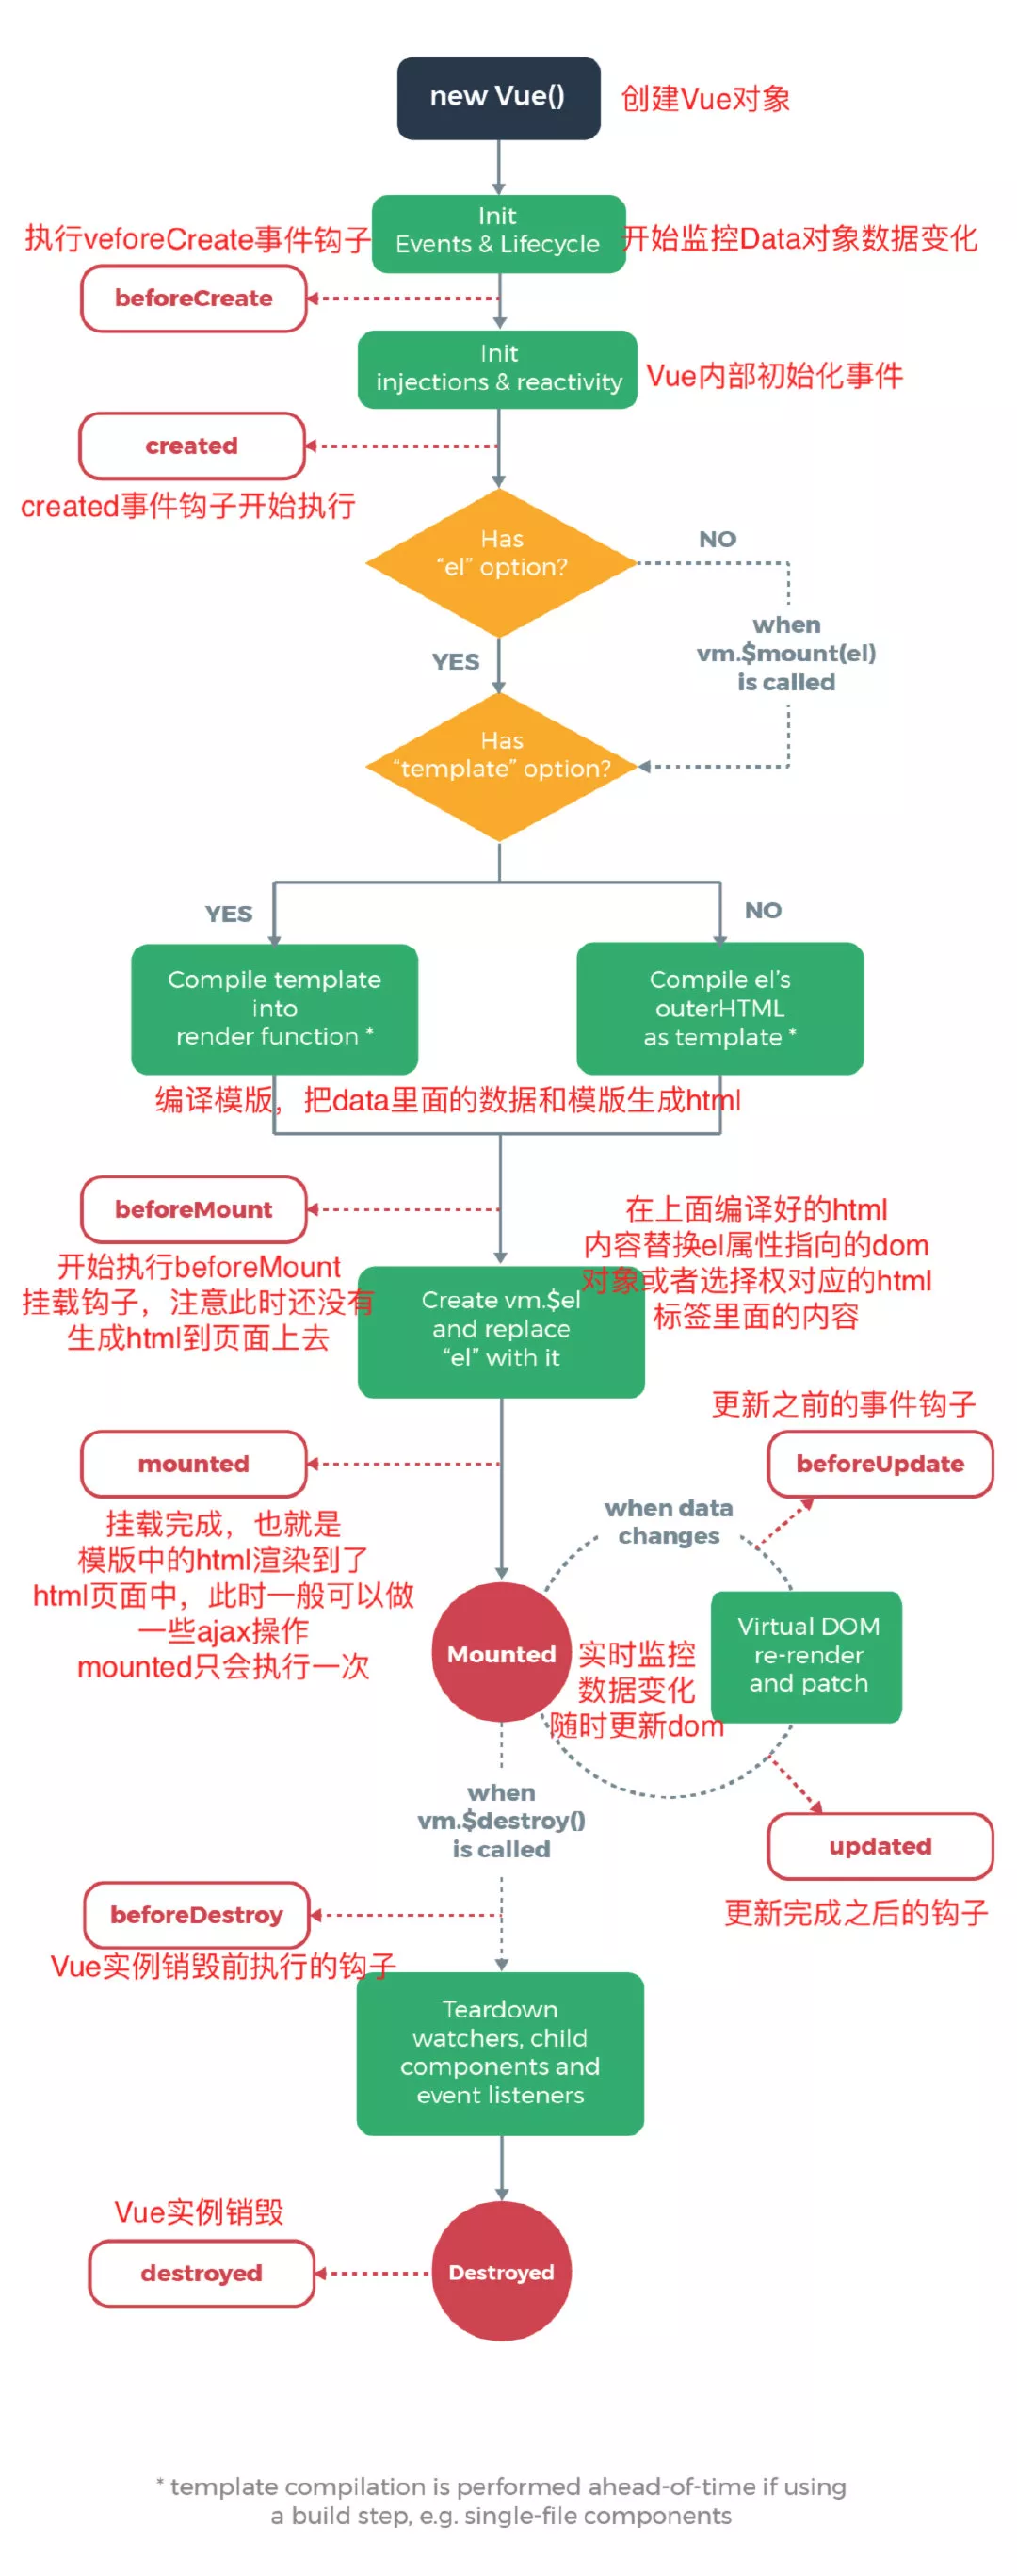 new Vue()
创建Vue对象
Init
Events & Lifecycle
执行veforeCreate事件钩子
开始监控Data对象数据变化
beforeCreate
Init
injections & reactivity
Vue内部初始化事件
created
created事件钩子开始执行
Has
“el” option?
NO
when
vm.$mount(el)
is called
YES
Has
“template” option?
YES
NO
Compile template
into
render function *
Compile el’s
outerHTML
as template *
编译模版，把data里面的数据和模版生成html
beforeMount
开始执行beforeMount
挂载钩子，注意此时还没有
生成html到页面上去
在上面编译好的html
内容替换el属性指向的dom
对象或者选择权对应的html
标签里面的内容
Create vm.$el
and replace
“el” with it
更新之前的事件钩子
mounted
beforeUpdate
挂载完成，也就是
模版中的html渲染到了
html页面中，此时一般可以做
一些ajax操作
mounted只会执行一次
when data
changes
Mounted
实时监控
数据变化
随时更新dom
Virtual DOM
re-render
and patch
when
vm.$destroy()
is called
updated
更新完成之后的钩子
beforeDestroy
Vue实例销毁前执行的钩子
Teardown
watchers, child
components and
event listeners
Vue实例销毁
destroyed
Destroyed
* template compilation is performed ahead-of-time if using
a build step, e.g. single-file components